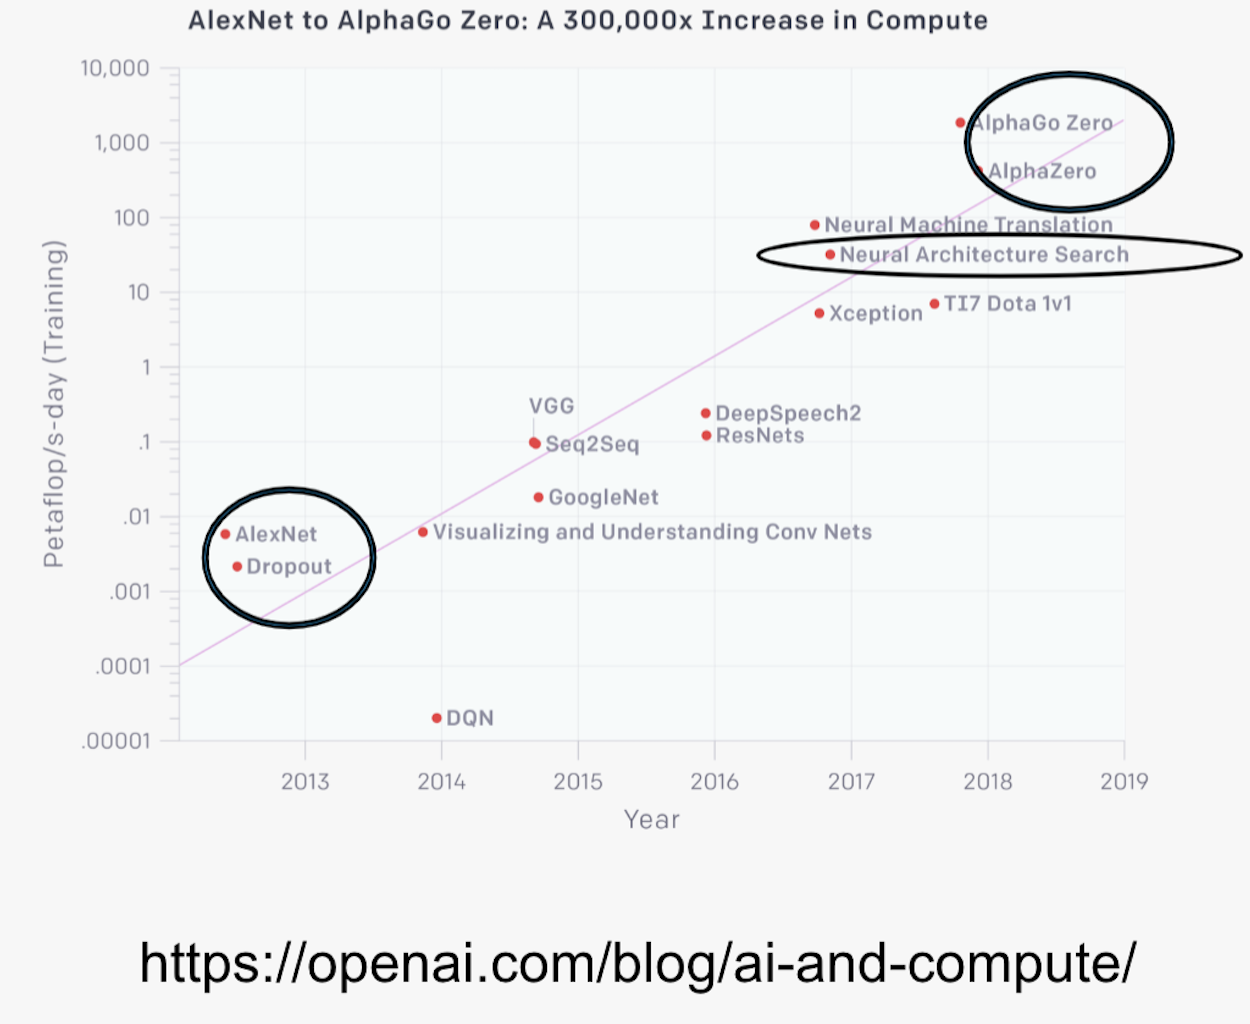 AlexNet to AlphaGo Zero: A 300,000x Increase in Compute
10,000
1,000
100
10
1
.1
.01
.001
.0001
.00001
Petaflop/s-day (Training)
AlphaGo Zero
AlphaZero
Neural Machine Translation
Neural Architecture Search
TI7 Dota 1v1
Xception
VGG
DeepSpeech2
ResNets
Seq2Seq
GoogleNet
AlexNet
Visualizing and Understanding Conv Nets
Dropout
DQN
2013 2014 2015 2016 2017 2018 2019
Year
https://openai.com/blog/ai-and-compute/